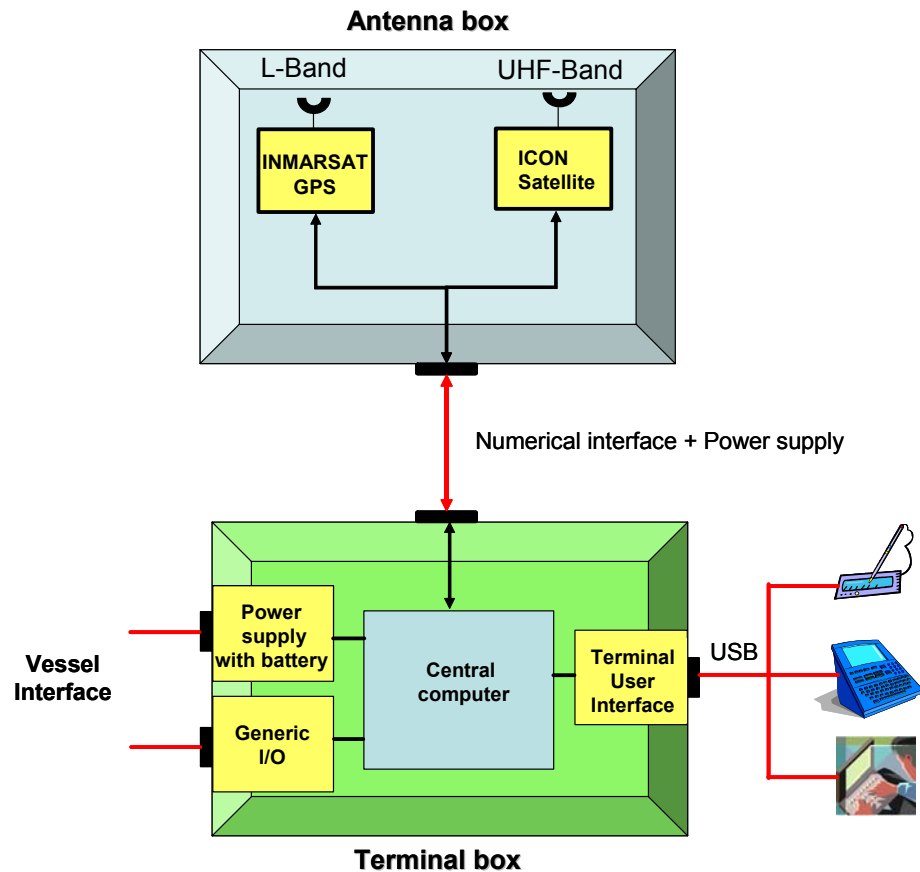 Antenna box
L-Band
UHF-Band
INMARSAT
GPS
ICON
Satellite
Numerical interface + Power supply
Power
supply
with battery
Vessel
Interface
Central
computer
Terminal
User
Interface
USB
Generic
I/O
Terminal box